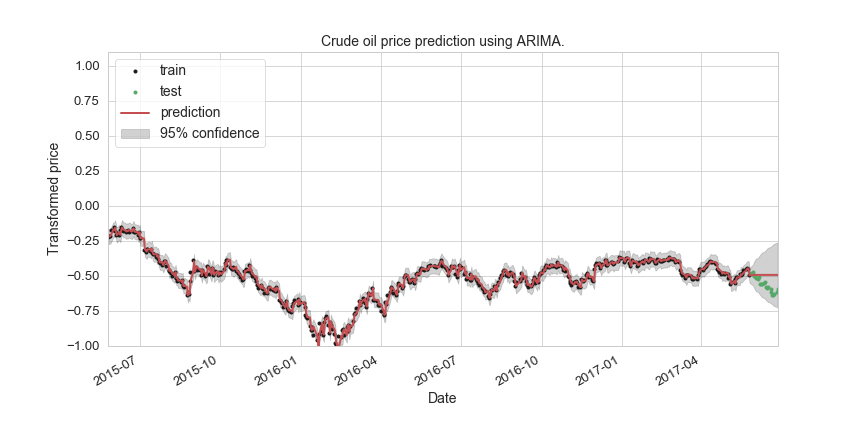 Crude oil price prediction using ARIMA.
1.00
0.75
0.50
0.25
0.00
−0.25
−0.50
−0.75
−1.00
Transformed price
train
test
prediction
95% confidence
2015-07
2015-10
2016-01
2016-04
2016-07
2016-10
2017-01
2017-04
Date